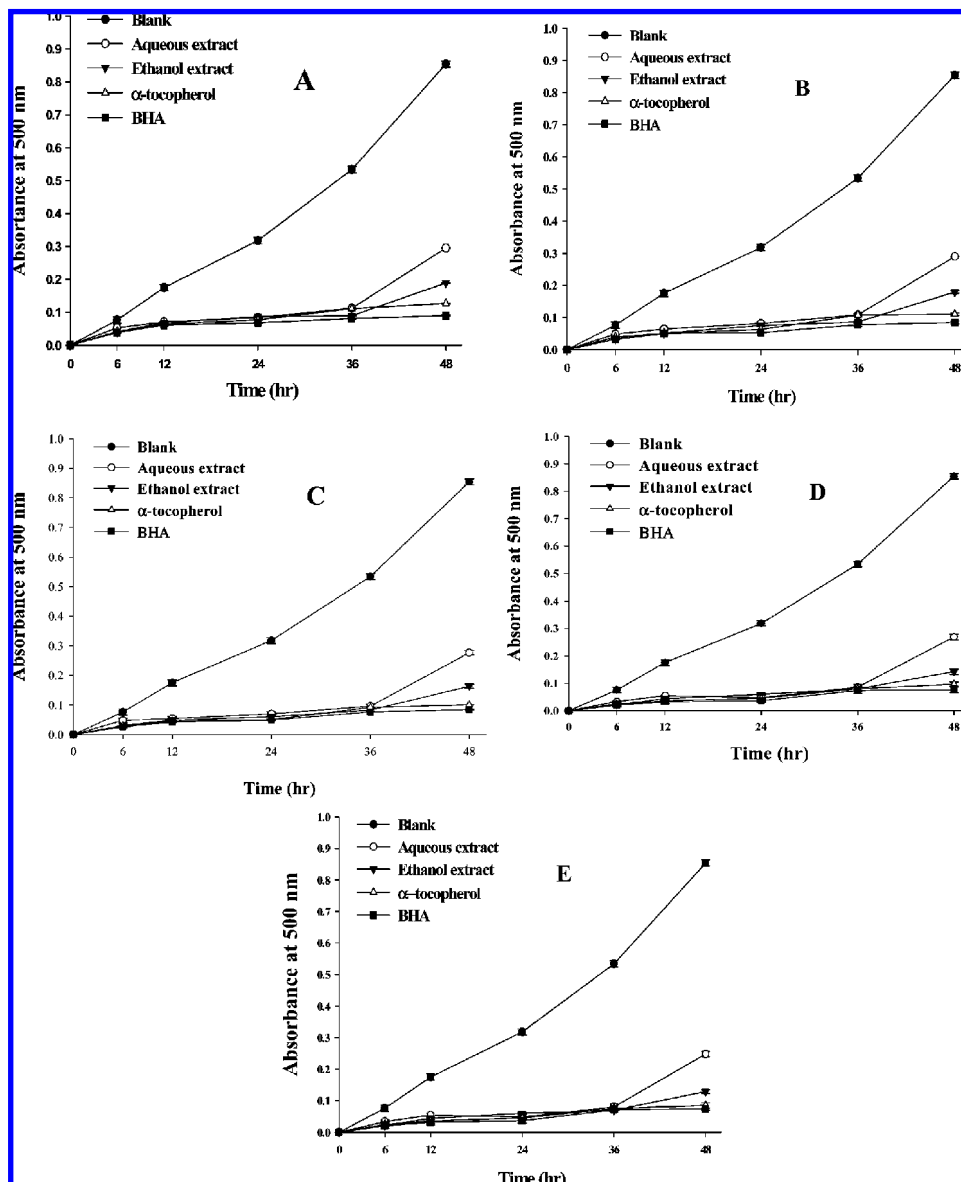 1.0
0.9
0.8
0.7
0.6
0.5
0.4
0.3
0.2
0.1
0.0
Absortance at 500 nm
Blank
Aqueous extract
Ethanol extract
α-tocopherol
BHA
A
0 6 12 24 36 48
Time (hr)
1.0
0.9
0.8
0.7
0.6
0.5
0.4
0.3
0.2
0.1
0.0
Absorbance at 500 nm
Blank
Aqueous extract
Ethanol extract
α-tocopherol
BHA
B
0 6 12 24 36 48
Time (hr)
1.0
0.9
0.8
0.7
0.6
0.5
0.4
0.3
0.2
0.1
0.0
Absorbance at 500 nm
Blank
Aqueous extract
Ethanol extract
α-tocopherol
BHA
C
0 6 12 24 36 48
Time (hr)
1.0
0.9
0.8
0.7
0.6
0.5
0.4
0.3
0.2
0.1
0.0
Absorbance at 500 nm
Blank
Aqueous extract
Ethanol extract
α-tocopherol
BHA
D
0 6 12 24 36 48
Time (hr)
1.0
0.9
0.8
0.7
0.6
0.5
0.4
0.3
0.2
0.1
0.0
Absorbance at 500 nm
Blank
Aqueous extract
Ethanol extract
α–tocopherol
BHA
E
0 6 12 24 36 48
Time (hr)